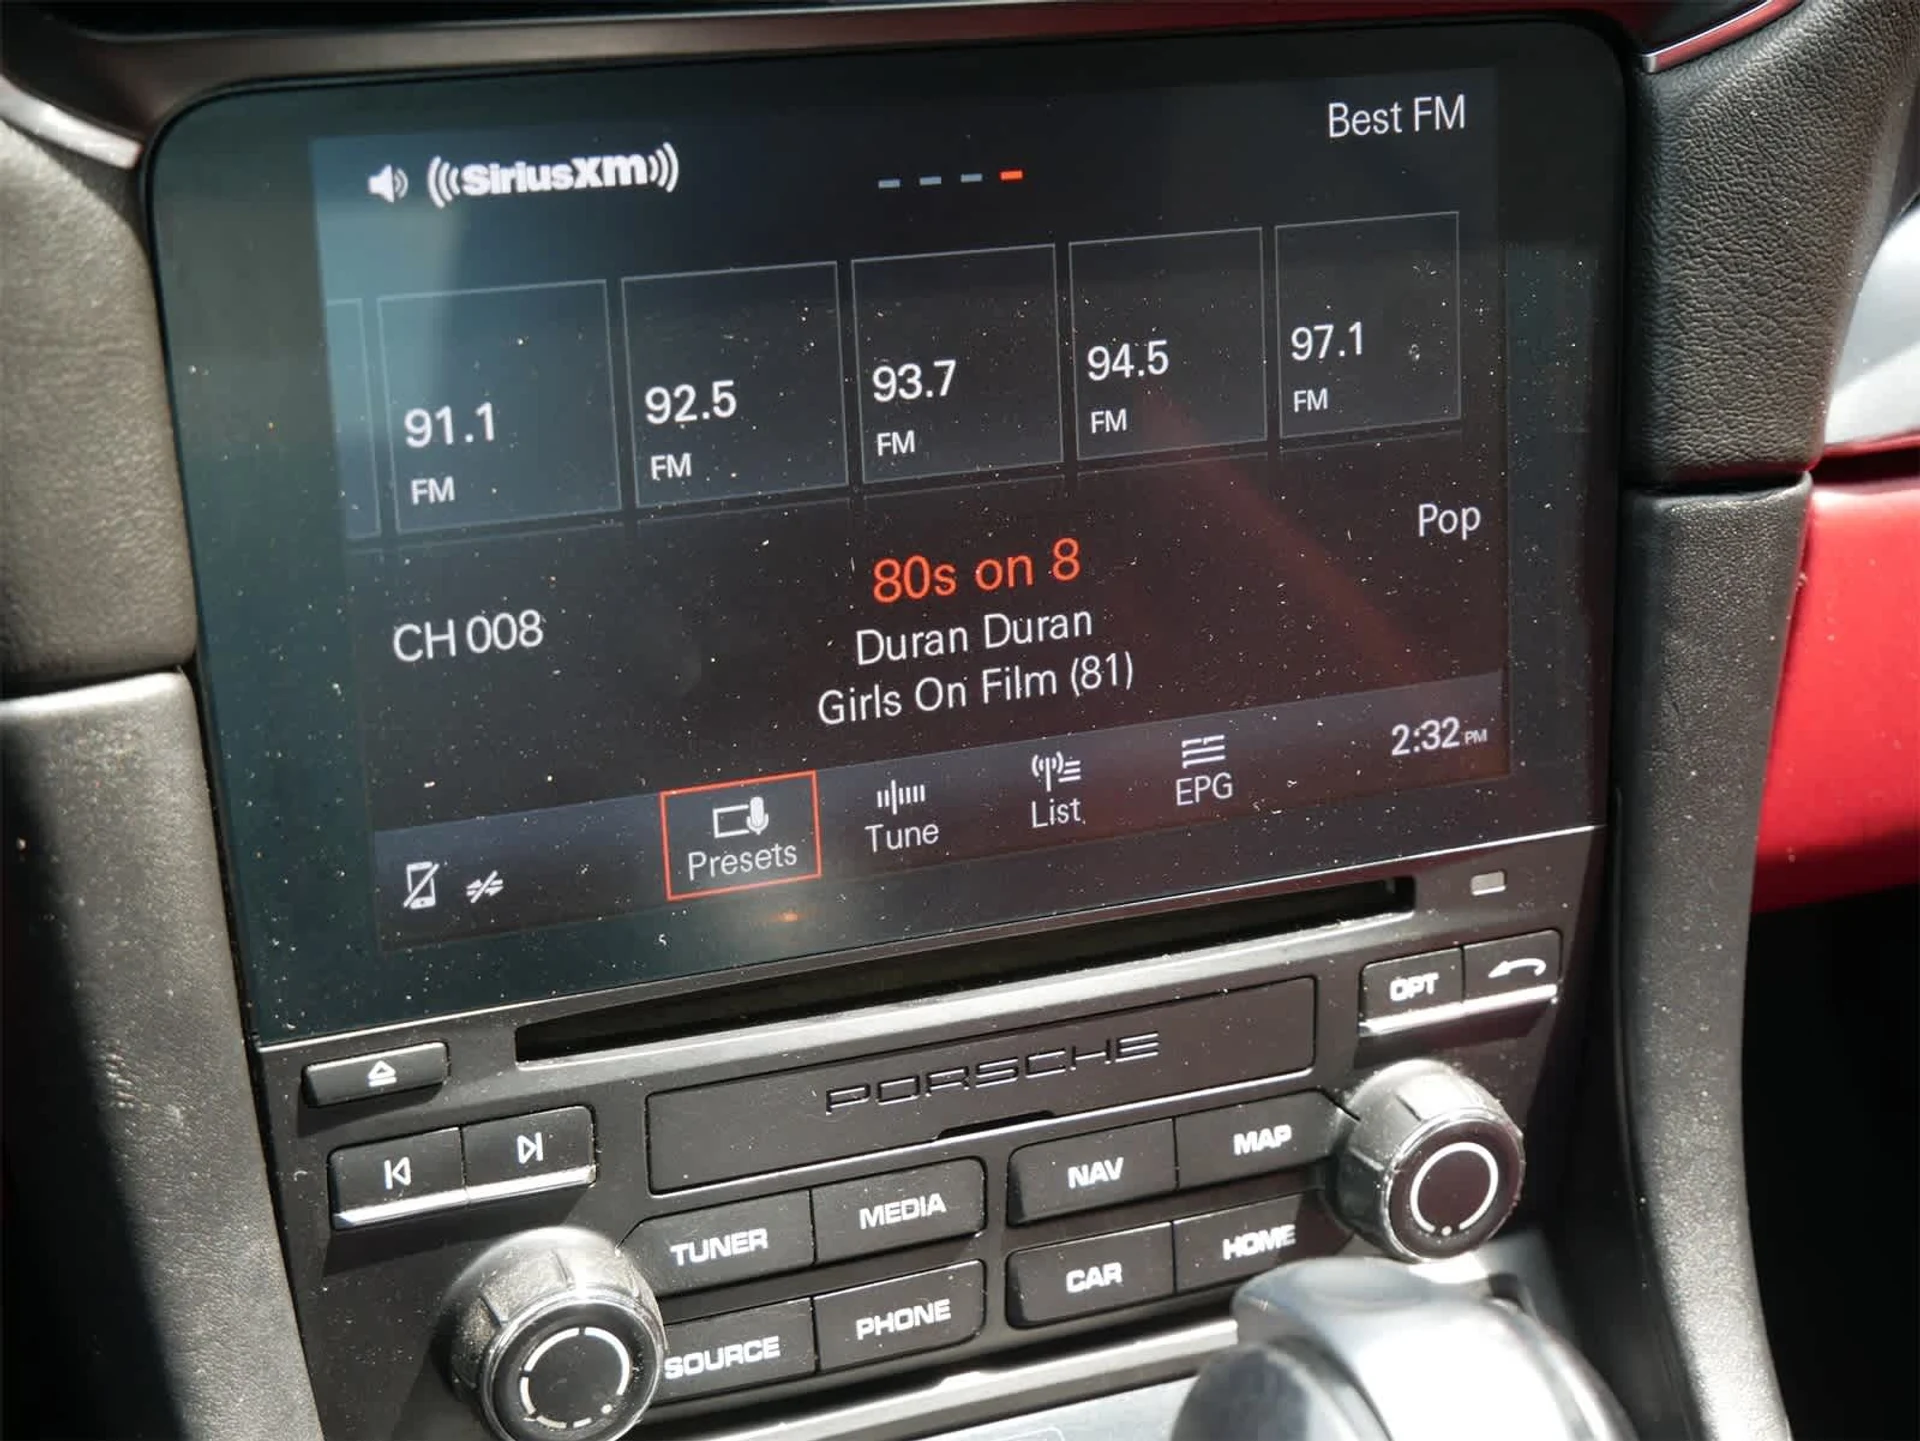 Best FM
SiriusXm
91.1
FM
92.5
FM
93.7
FM
94.5
FM
97.1
FM
Pop
CH 008
80s on 8
Duran Duran
Girls On Film (81)
2:32 PM
Presets
Tune
List
EPG
OPT
PORSCHE
TUNER
MEDIA
NAV
MAP
SOURCE
PHONE
CAR
HOME